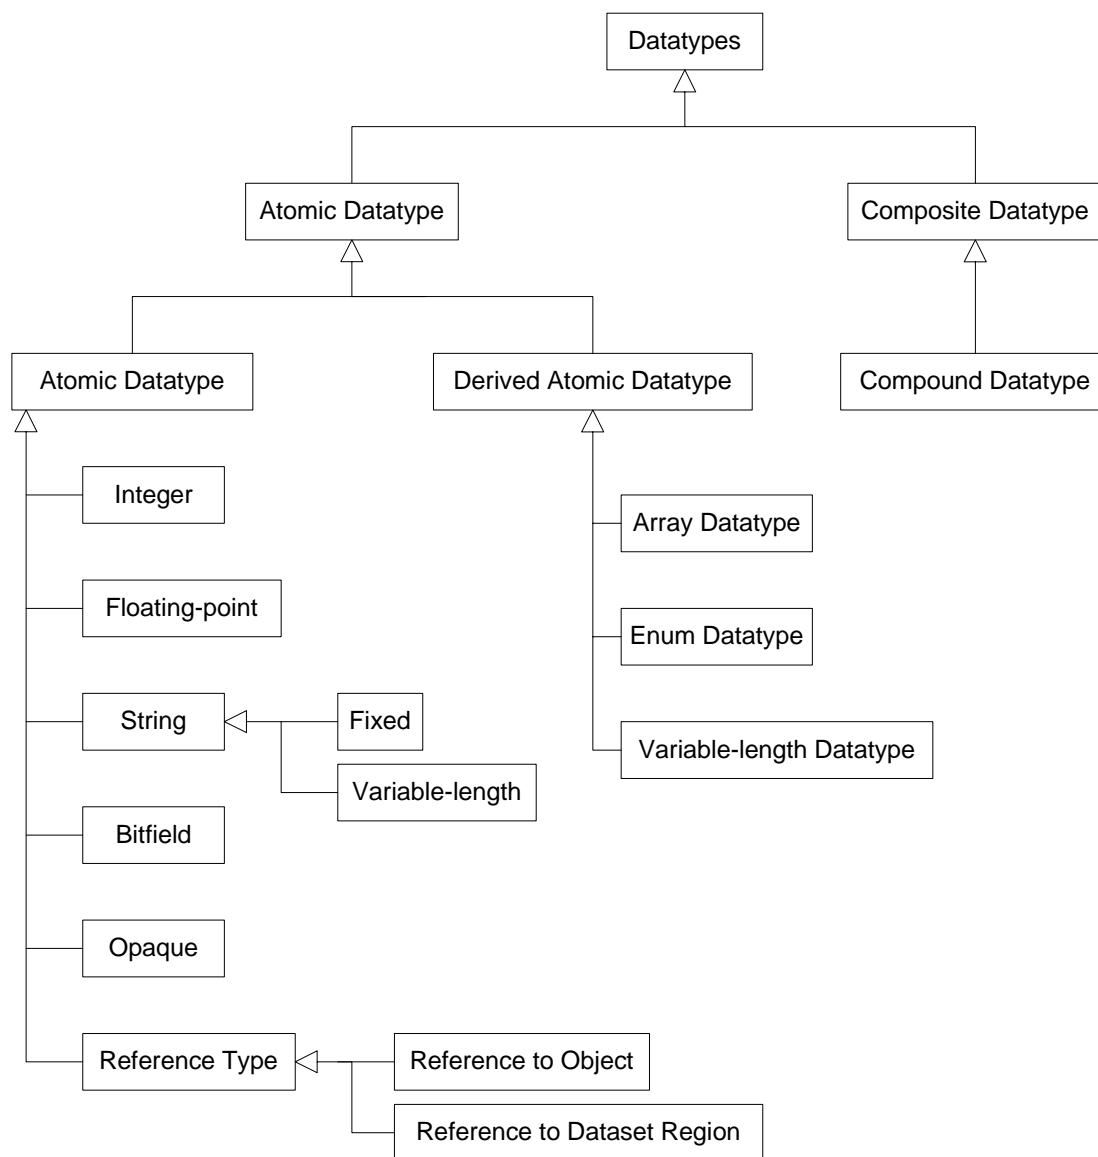 Datatypes
Atomic Datatype
Composite Datatype
Atomic Datatype
Derived Atomic Datatype
Compound Datatype
Integer
Array Datatype
Floating-point
Enum Datatype
String
Fixed
Variable-length Datatype
Variable-length
Bitfield
Opaque
Reference Type
Reference to Object
Reference to Dataset Region